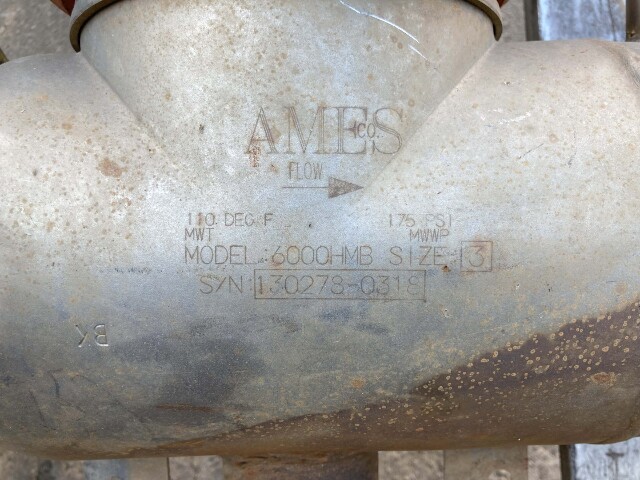 AMES CO.
FLOW
110 DEG F 175 PSI
MWT MWWP
MODEL :6000HMB SIZE: 3
S/N: 130278-0318
BK